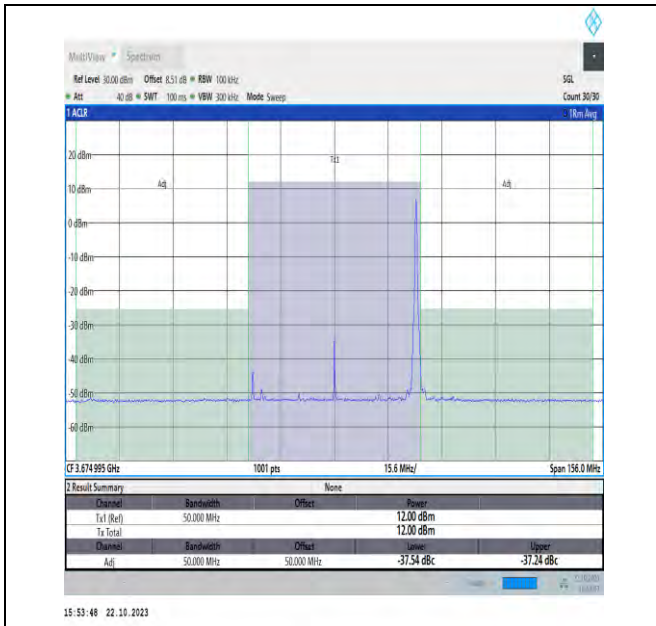 MultiView Spectrum
Ref Level 30.00 dBm Offset 8.51 dB RBW 100 kHz SGL
Att 40 dB SWT 100 ms VBW 300 kHz Mode Sweep Count 30/30
1 ACLR 1Rm Avg
20 dBm
Tx1
Adj Adj
10 dBm
0 dBm
-10 dBm
-20 dBm
-30 dBm
-40 dBm
-50 dBm
-60 dBm
CF 3.674 995 GHz 1001 pts 15.6 MHz/ Span 156.0 MHz
2 Result Summary None
Channel Bandwidth Offset Power
Tx1 (Ref) 50.000 MHz 12.00 dBm
Tx Total 12.00 dBm
Channel Bandwidth Offset Lower Upper
Adj 50.000 MHz 50.000 MHz -37.54 dBc -37.24 dBc
15:53:48 22.10.2023